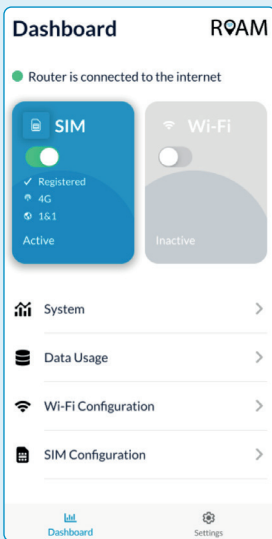 Dashboard
ROAM
Router is connected to the internet
SIM
Registered
4G
1&1
Active
Wi-Fi
Inactive
System
Data Usage
Wi-Fi Configuration
SIM Configuration
Dashboard
Settings